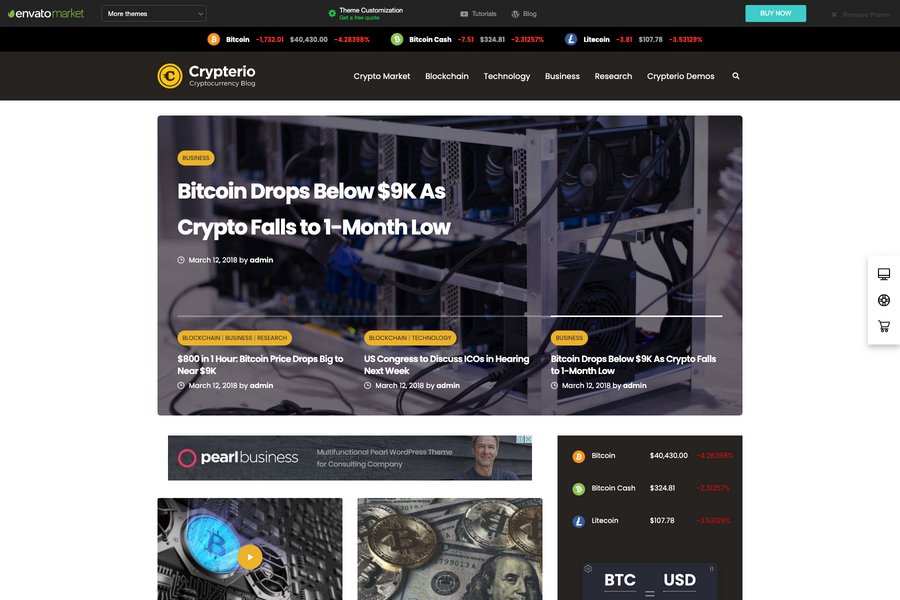 envatomarket
More themes
Theme Customization
Get a free quote
Tutorials
Blog
BUY NOW
Remove Frame
Bitcoin -1,732.01 $40,430.00 -4.28398%
Bitcoin Cash -7.51 $324.81 -2.31257%
Litecoin -3.81 $107.78 -3.53129%
Crypterio
Cryptocurrency Blog
Crypto Market
Blockchain
Technology
Business
Research
Crypterio Demos
BUSINESS
Bitcoin Drops Below $9K As
Crypto Falls to 1-Month Low
March 12, 2018 by admin
BLOCKCHAIN | BUSINESS | RESEARCH
$800 in 1 Hour: Bitcoin Price Drops Big to
Near $9K
March 12, 2018 by admin
BLOCKCHAIN | TECHNOLOGY
US Congress to Discuss ICOs in Hearing
Next Week
March 12, 2018 by admin
BUSINESS
Bitcoin Drops Below $9K As Crypto Falls
to 1-Month Low
March 12, 2018 by admin
pearl business
Multifunctional Pearl WordPress Theme
for Consulting Company
Bitcoin $40,430.00 -4.28398%
Bitcoin Cash $324.81 -2.31257%
Litecoin $107.78 -3.53129%
BTC = USD